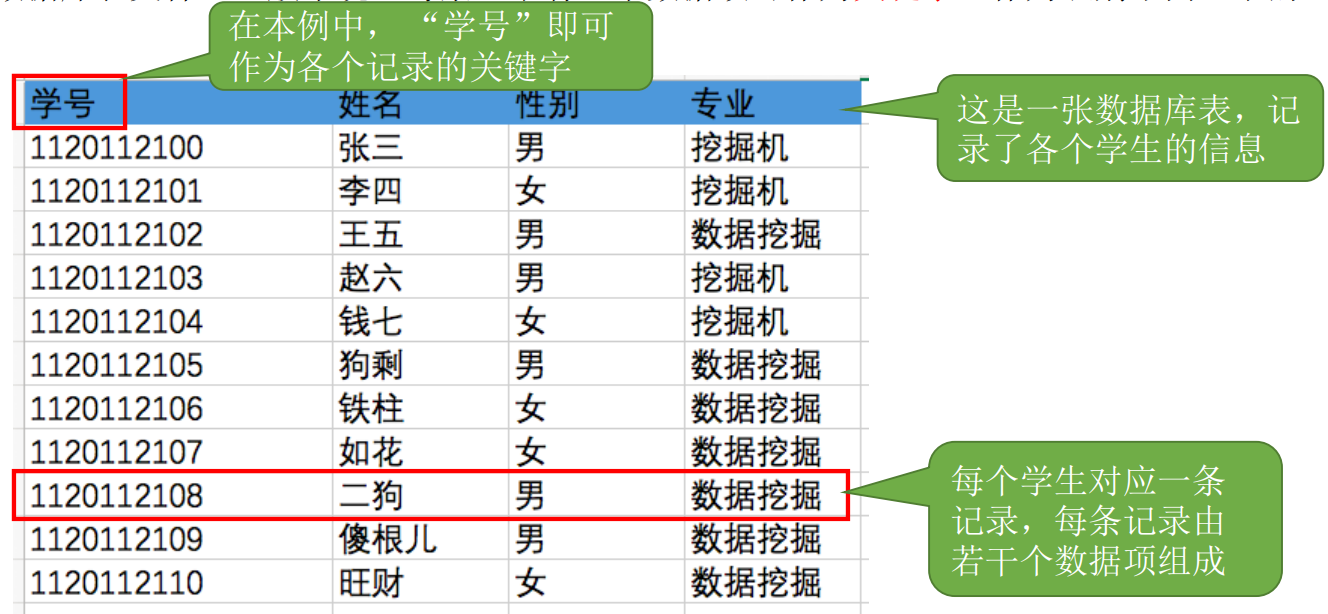 在本例中，“学号”即可
作为各个记录的关键字
学号 姓名 性别 专业
这是一张数据库表，记
录了各个学生的信息
1120112100 张三 男 挖掘机
1120112101 李四 女 挖掘机
1120112102 王五 男 数据挖掘
1120112103 赵六 男 挖掘机
1120112104 钱七 女 挖掘机
1120112105 狗剩 男 数据挖掘
1120112106 铁柱 女 数据挖掘
1120112107 如花 女 数据挖掘
1120112108 二狗 男 数据挖掘
每个学生对应一条
记录，每条记录由
若干个数据项组成
1120112109 傻根儿 男 数据挖掘
1120112110 旺财 女 数据挖掘